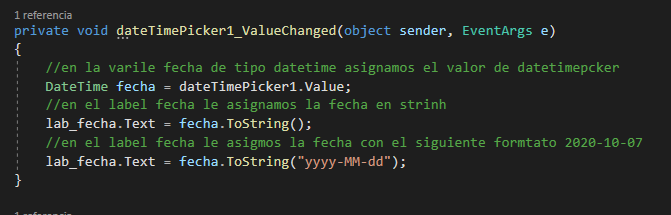 1 referencia
private void dateTimePicker1_ValueChanged(object sender, EventArgs e)
{
//en la varile fecha de tipo datetime asignamos el valor de datetimepcker
DateTime fecha = dateTimePicker1.Value;
//en el label fecha le asignamos la fecha en strinh
lab_fecha.Text = fecha.ToString();
//en el label fecha le asigmos la fecha con el siguiente formtato 2020-10-07
lab_fecha.Text = fecha.ToString("yyyy-MM-dd");
}
1 referencia